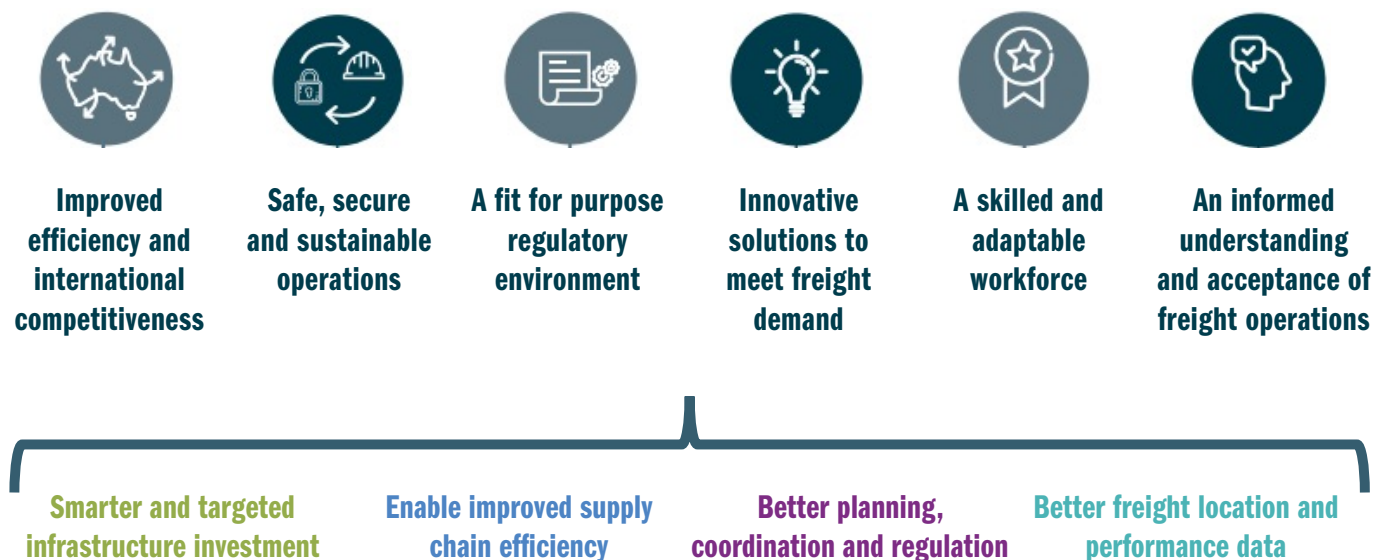 Improved
efficiency and
international
competitiveness
Safe, secure
and sustainable
operations
A fit for purpose
regulatory
environment
Innovative
solutions to
meet freight
demand
A skilled and
adaptable
workforce
An informed
understanding
and acceptance of
freight operations
Smarter and targeted
infrastructure investment
Enable improved supply
chain efficiency
Better planning,
coordination and regulation
Better freight location and
performance data